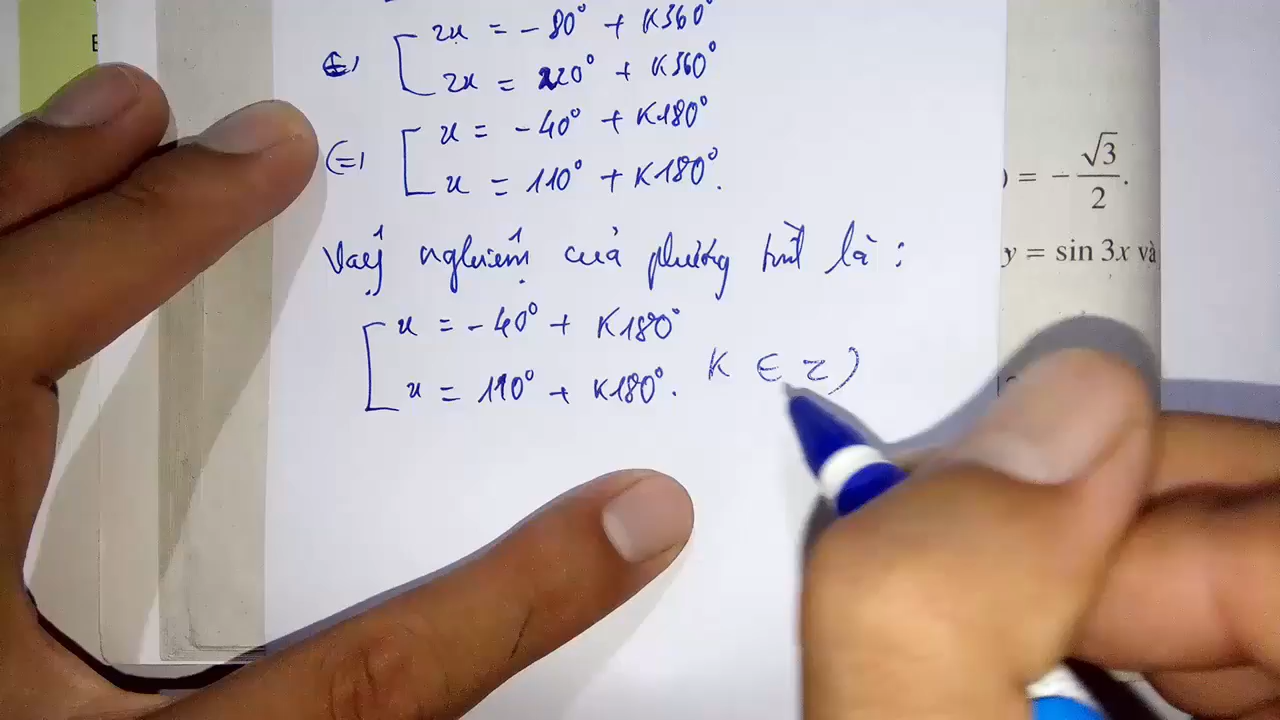 ⇔ [ 2x = -80° + K360°
2x = 220° + K360°
⇔ [ x = -40° + K180°
x = 110° + K180°.
Vậy nghiệm của phương trình là :
[ x = -40° + K180°
x = 110° + K180°. K ∈ Z)
) = -√3/2.
y = sin 3x và